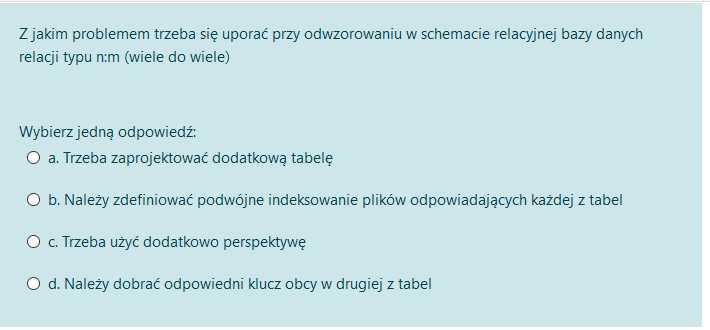 Z jakim problemem trzeba się uporać przy odwzorowaniu w schemacie relacyjnej bazy danych
relacji typu n:m (wiele do wiele)
Wybierz jedną odpowiedź:
a. Trzeba zaprojektować dodatkową tabelę
b. Należy zdefiniować podwójne indeksowanie plików odpowiadających każdej z tabel
c. Trzeba użyć dodatkowo perspektywę
d. Należy dobrać odpowiedni klucz obcy w drugiej z tabel